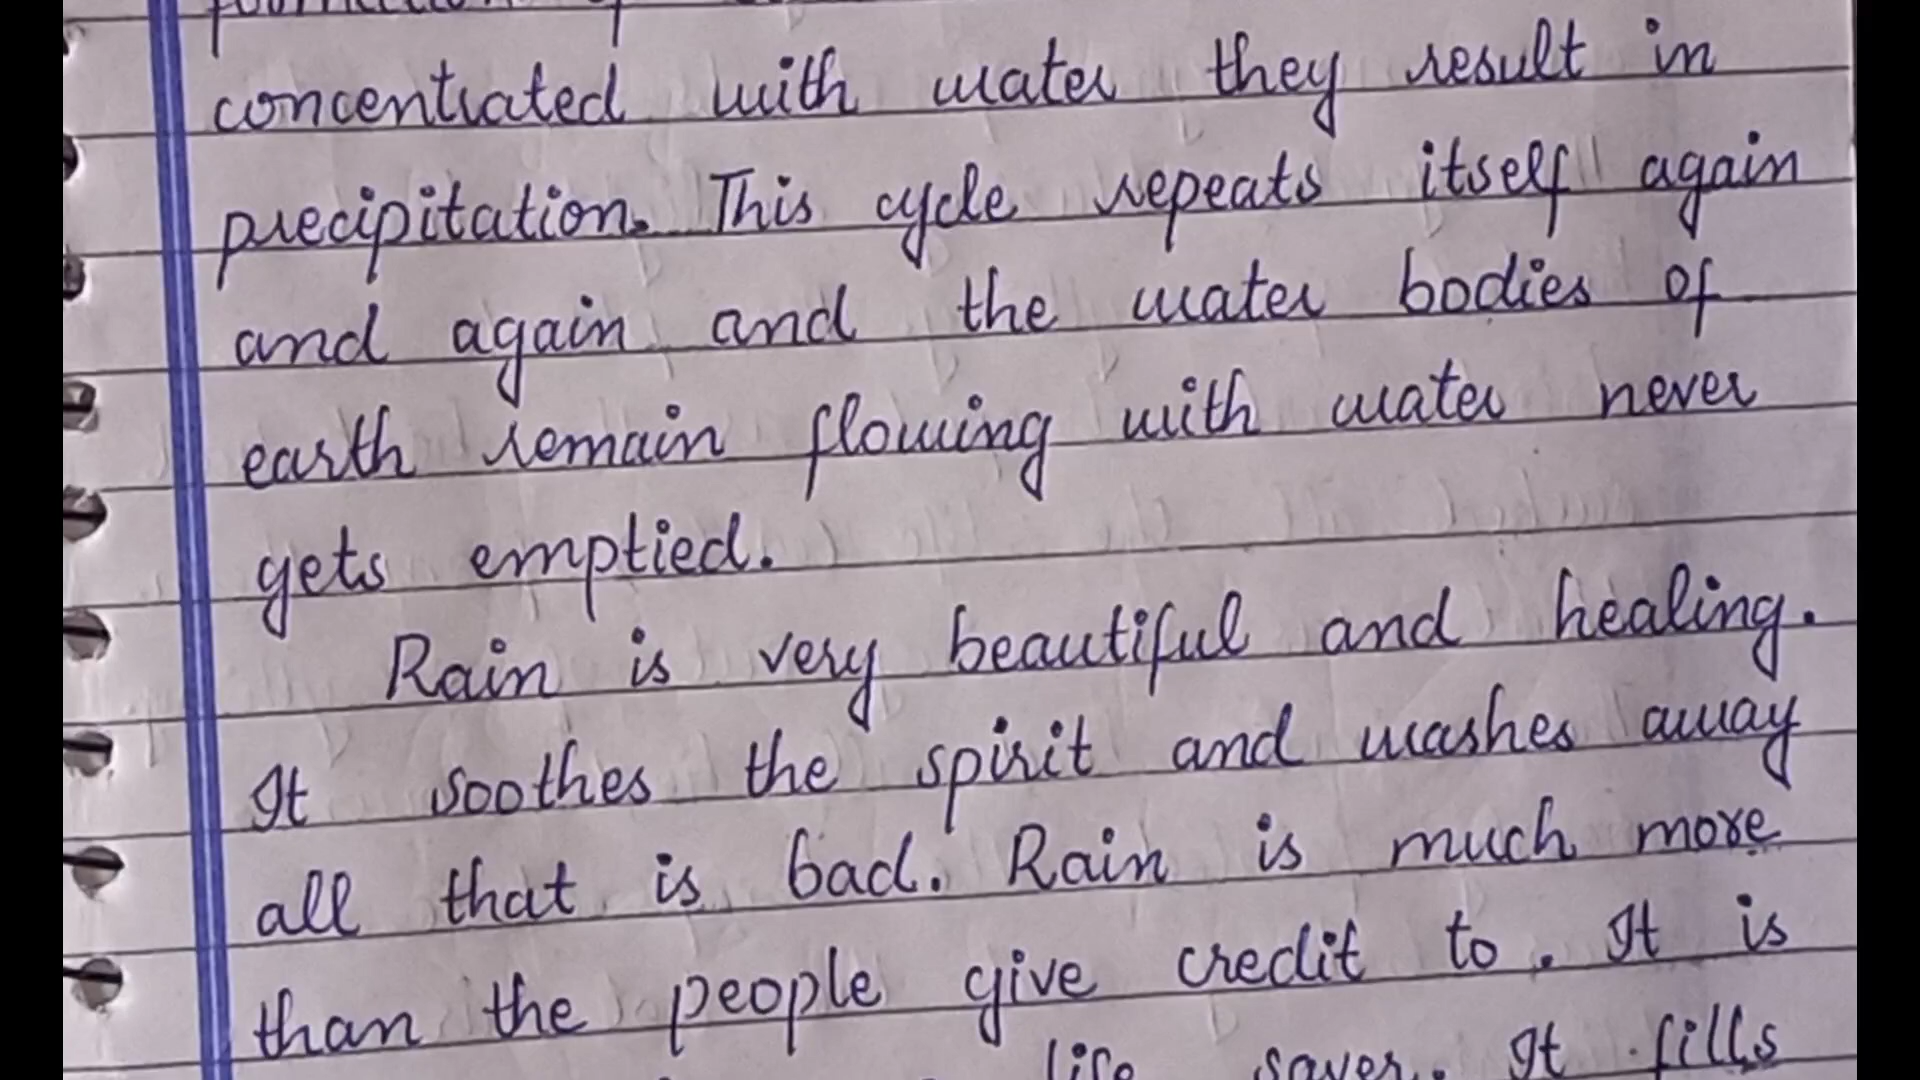 concentrated with water they result in
precipitation. This cycle repeats itself again
and again and the water bodies of
earth remain flowing with water never
gets emptied.
Rain is very beautiful and healing.
It soothes the spirit and washes away
all that is bad. Rain is much more
than the people give credit to. It is
life saver. It fills